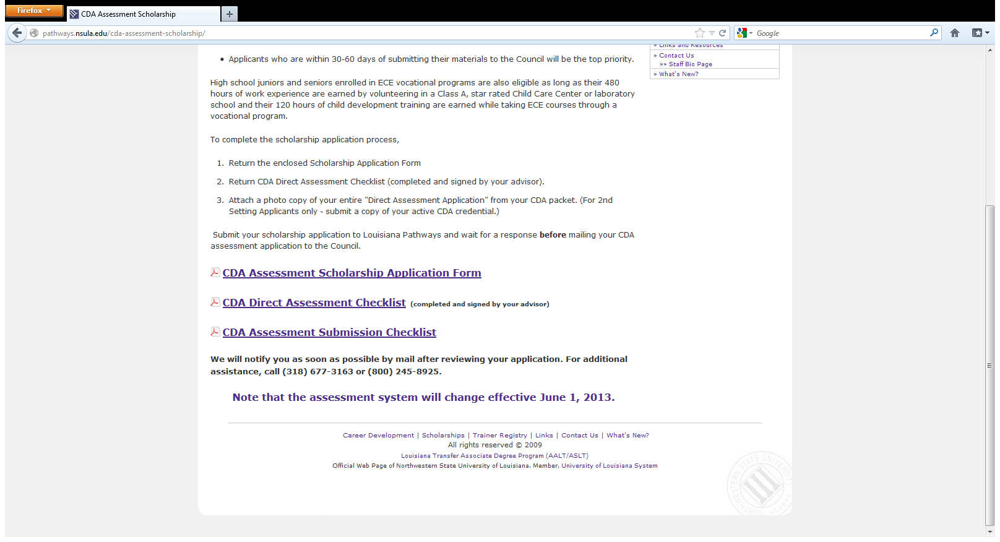 Firefox
CDA Assessment Scholarship
pathways.nsula.edu/cda-assessment-scholarship/
Google
» Links and Resources
» Contact Us
»» Staff Bio Page
» What's New?
• Applicants who are within 30-60 days of submitting their materials to the Council will be the top priority.
High school juniors and seniors enrolled in ECE vocational programs are also eligible as long as their 480
hours of work experience are earned by volunteering in a Class A, star rated Child Care Center or laboratory
school and their 120 hours of child development training are earned while taking ECE courses through a
vocational program.
To complete the scholarship application process,
1. Return the enclosed Scholarship Application Form
2. Return CDA Direct Assessment Checklist (completed and signed by your advisor).
3. Attach a photo copy of your entire "Direct Assessment Application" from your CDA packet. (For 2nd
Setting Applicants only - submit a copy of your active CDA credential.)
Submit your scholarship application to Louisiana Pathways and wait for a response before mailing your CDA
assessment application to the Council.
CDA Assessment Scholarship Application Form
CDA Direct Assessment Checklist (completed and signed by your advisor)
CDA Assessment Submission Checklist
We will notify you as soon as possible by mail after reviewing your application. For additional
assistance, call (318) 677-3163 or (800) 245-8925.
Note that the assessment system will change effective June 1, 2013.
Career Development | Scholarships | Trainer Registry | Links | Contact Us | What's New?
All rights reserved © 2009
Louisiana Transfer Associate Degree Program (AALT/ASLT)
Official Web Page of Northwestern State University of Louisiana. Member, University of Louisiana System